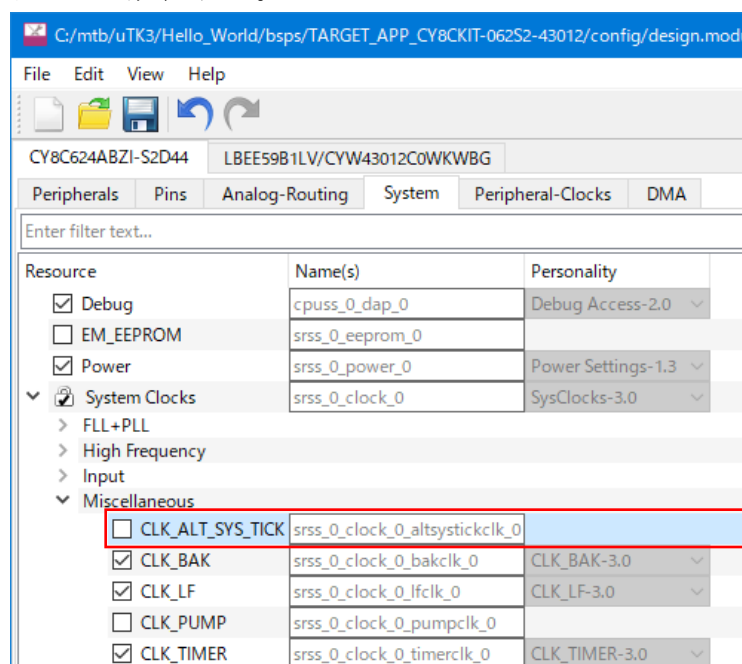 C:/mtb/uTK3/Hello_World/bsps/TARGET_APP_CY8CKIT-062S2-43012/config/design.mod
File Edit View Help
CY8C624ABZI-S2D44 LBEE59B1LV/CYW43012C0WKWBG
Peripherals Pins Analog-Routing System Peripheral-Clocks DMA
Enter filter text...
Resource Name(s) Personality
Debug cpuss_0_dap_0 Debug Access-2.0
EM_EEPROM srss_0_eeprom_0
Power srss_0_power_0 Power Settings-1.3
System Clocks srss_0_clock_0 SysClocks-3.0
FLL+PLL
High Frequency
Input
Miscellaneous
CLK_ALT_SYS_TICK srss_0_clock_0_altsystickclk_0
CLK_BAK srss_0_clock_0_bakclk_0 CLK_BAK-3.0
CLK_LF srss_0_clock_0_lfclk_0 CLK_LF-3.0
CLK_PUMP srss_0_clock_0_pumpclk_0
CLK_TIMER srss_0_clock_0_timerclk_0 CLK_TIMER-3.0